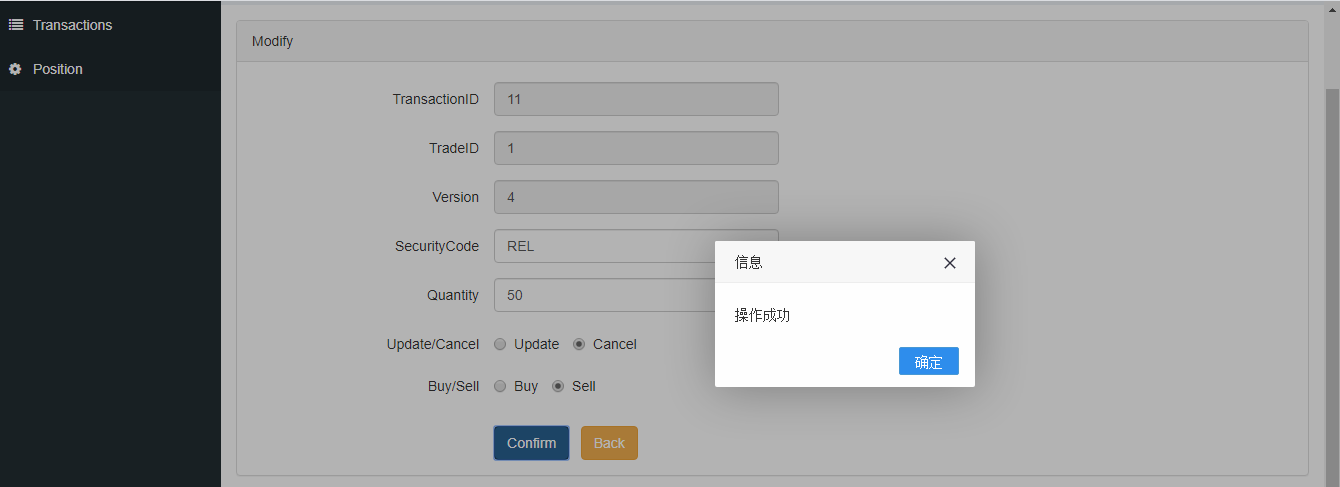 Transactions
Position
Modify
TransactionID 11
TradeID 1
Version 4
SecurityCode REL
Quantity 50
Update/Cancel Update Cancel
Buy/Sell Buy Sell
Confirm Back
信息
操作成功
确定